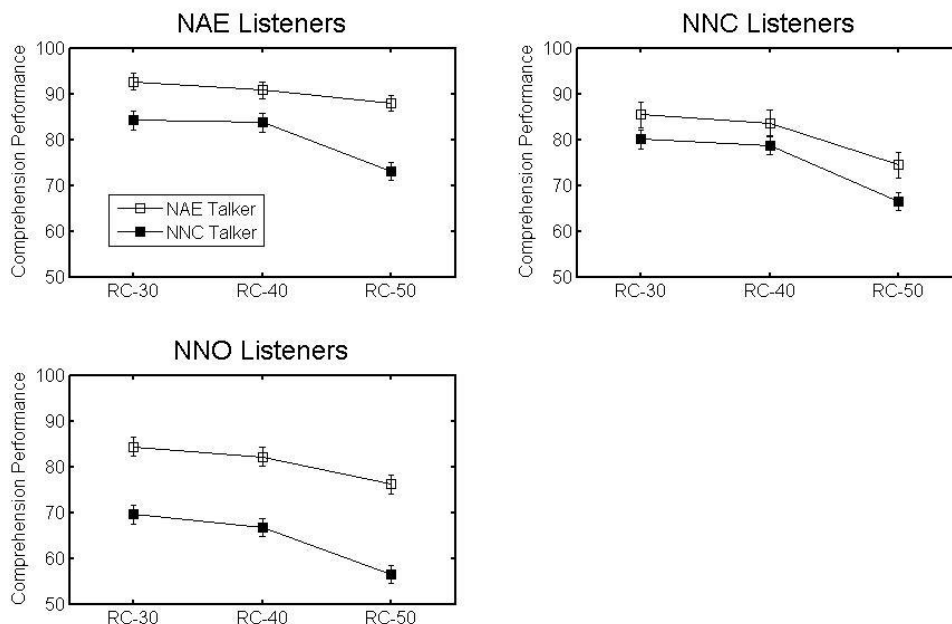 NAE Listeners
Comprehension Performance
100
90
80
70
60
50
NAE Talker
NNC Talker
RC-30 RC-40 RC-50
NNC Listeners
Comprehension Performance
100
90
80
70
60
50
RC-30 RC-40 RC-50
NNO Listeners
Comprehension Performance
100
90
80
70
60
50
RC-30 RC-40 RC-50